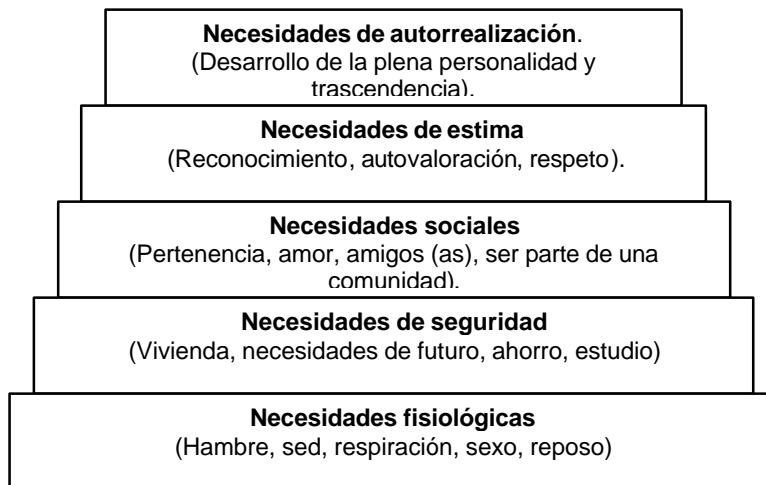 Necesidades de autorrealización.
(Desarrollo de la plena personalidad y
trascendencia).
Necesidades de estima
(Reconocimiento, autovaloración, respeto).
Necesidades sociales
(Pertenencia, amor, amigos (as), ser parte de una
comunidad).
Necesidades de seguridad
(Vivienda, necesidades de futuro, ahorro, estudio)
Necesidades fisiológicas
(Hambre, sed, respiración, sexo, reposo)